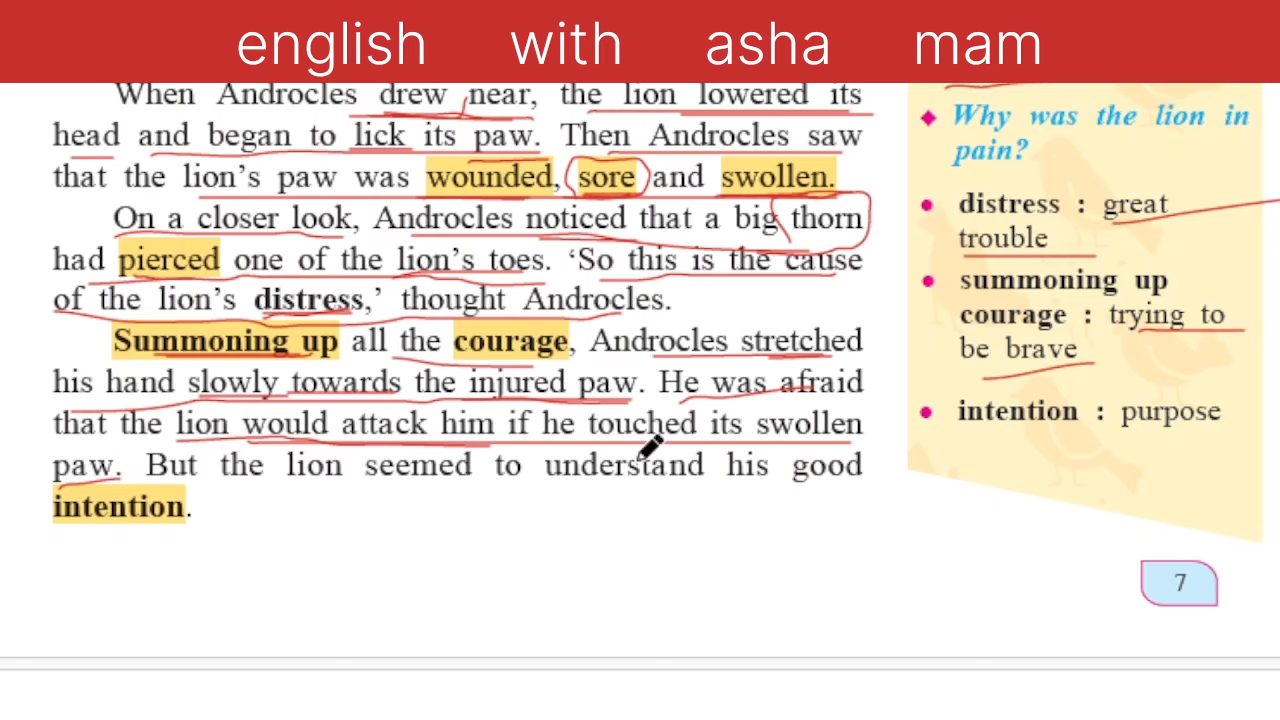 english with asha mam
When Androcles drew near, the lion lowered its
head and began to lick its paw. Then Androcles saw
that the lion's paw was wounded, sore and swollen.
On a closer look, Androcles noticed that a big thorn
had pierced one of the lion's toes. 'So this is the cause
of the lion's distress,' thought Androcles.
Summoning up all the courage, Androcles stretched
his hand slowly towards the injured paw. He was afraid
that the lion would attack him if he touched its swollen
paw. But the lion seemed to understand his good
intention.
Why was the lion in
pain?
distress : great
trouble
summoning up
courage : trying to
be brave
intention : purpose
7